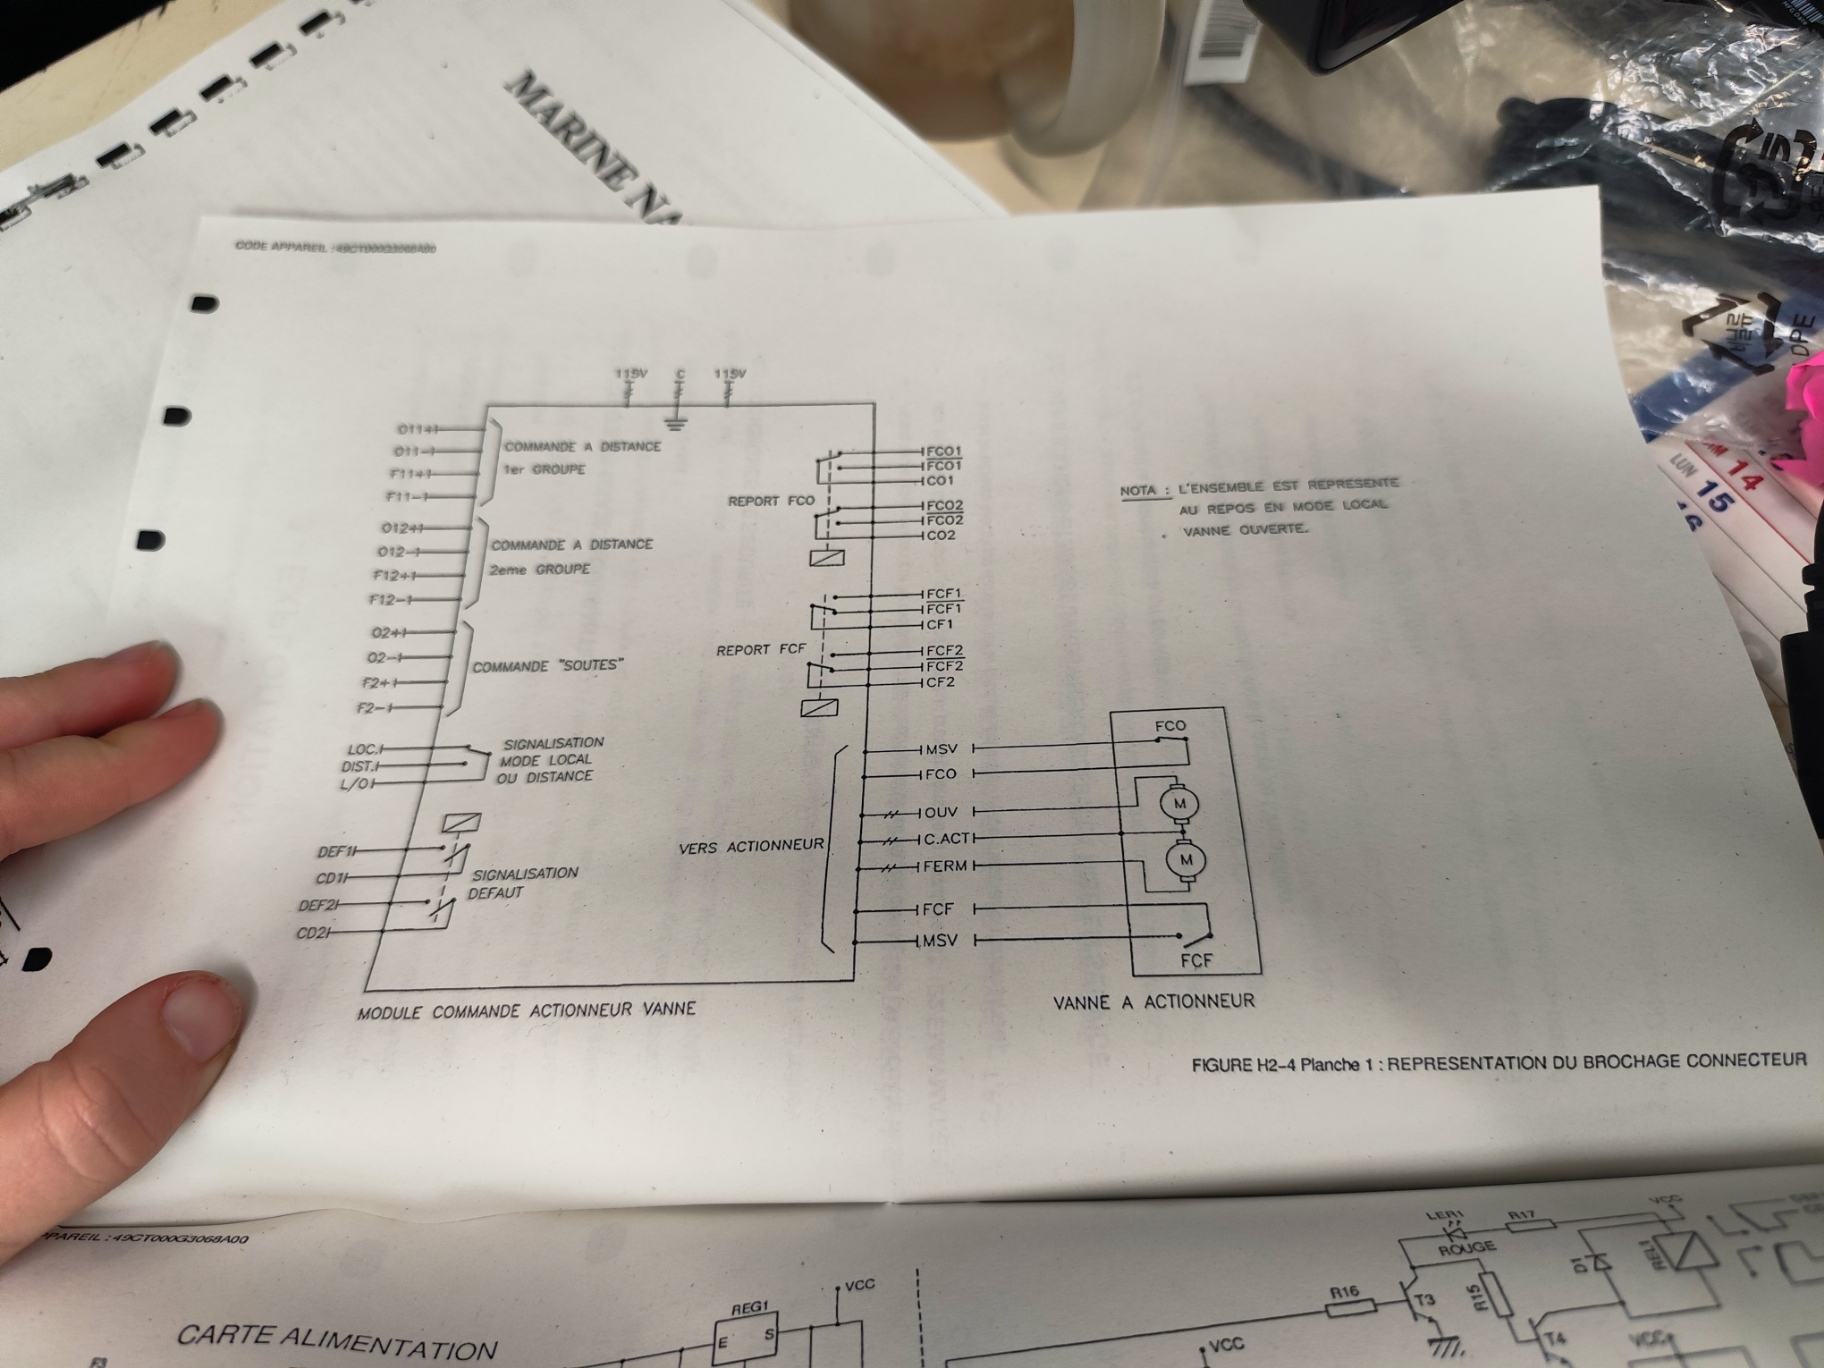 MARINE NA
CODE APPAREIL : 49CT000G3068A00
115V C 115V
O11+
O11-
F11+
F11-
COMMANDE A DISTANCE
1er GROUPE
O12+
O12-
F12+
F12-
COMMANDE A DISTANCE
2eme GROUPE
O2+
O2-
F2+
F2-
COMMANDE "SOUTES"
LOC.
DIST.
L/O
SIGNALISATION
MODE LOCAL
OU DISTANCE
DEF1
CD1
DEF2
CD2
SIGNALISATION
DEFAUT
REPORT FCO
FCO1
FCO1
CO1
FCO2
FCO2
CO2
REPORT FCF
FCF1
FCF1
CF1
FCF2
FCF2
CF2
VERS ACTIONNEUR
MSV
FCO
OUV
C.ACT
FERM
FCF
MSV
FCO
M
M
FCF
NOTA : L'ENSEMBLE EST REPRESENTE
AU REPOS EN MODE LOCAL
VANNE OUVERTE.
MODULE COMMANDE ACTIONNEUR VANNE
VANNE A ACTIONNEUR
FIGURE H2-4 Planche 1 : REPRESENTATION DU BROCHAGE CONNECTEUR
PPAREIL : 49CT000G3068A00
CARTE ALIMENTATION
F3
REG1
E S
VCC
VCC
R16
T3
LER1
ROUGE
R17
R15
T4
D1
REL1
VCC
VCC
14
LUN 15
DPE